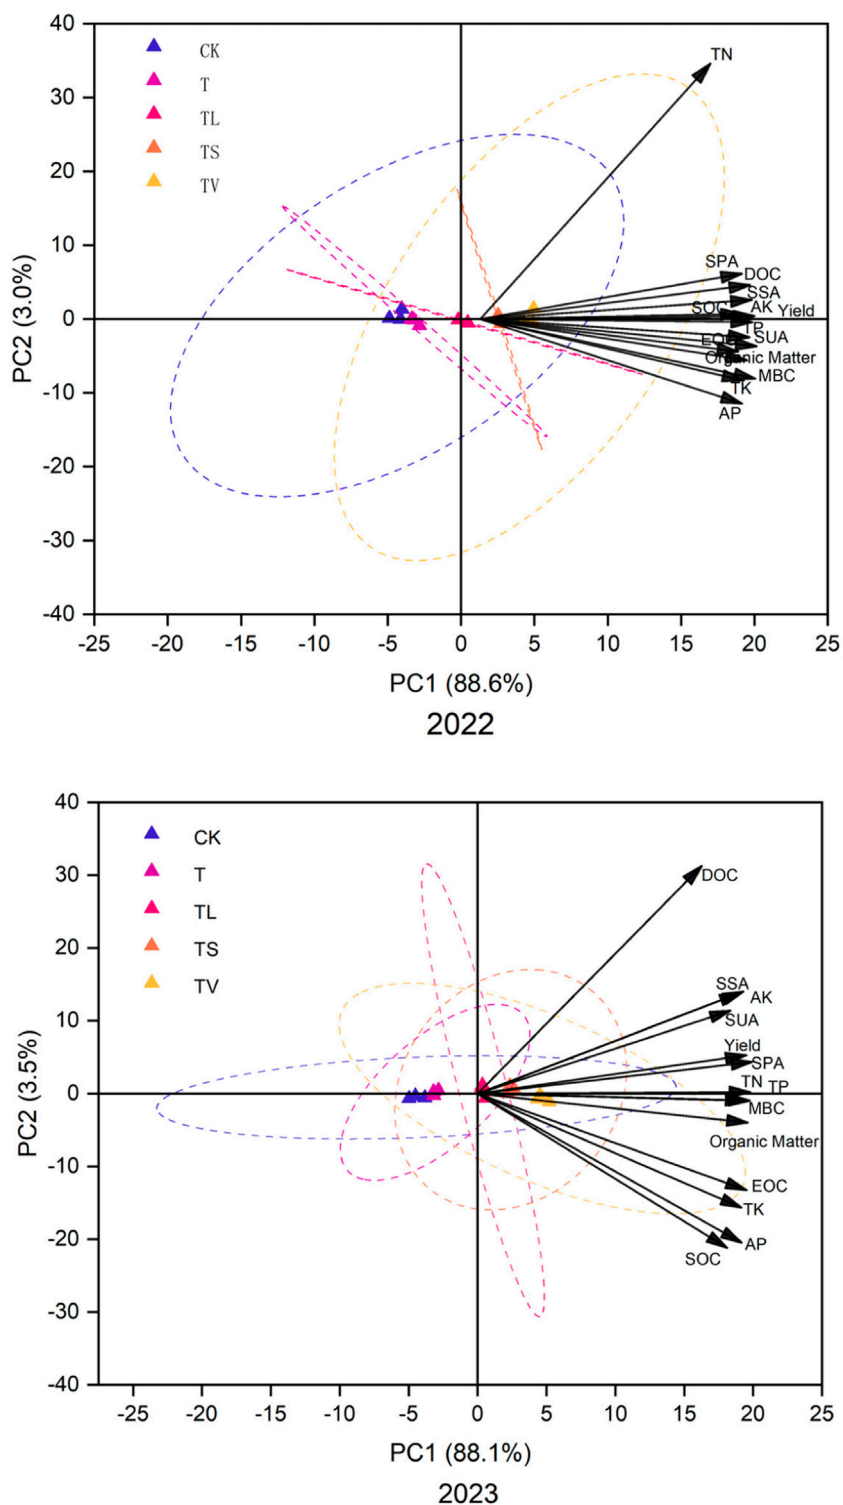 40
30
20
10
0
-10
-20
-30
-40
PC2 (3.0%)
CK
T
TL
TS
TV
TN
SPA
DOC
SSA
SOC
AK
Yield
TP
EOC
SUA
Organic Matter
MBC
TK
AP
-25 -20 -15 -10 -5 0 5 10 15 20 25
PC1 (88.6%)
2022
40
30
20
10
0
-10
-20
-30
-40
PC2 (3.5%)
CK
T
TL
TS
TV
DOC
SSA
AK
SUA
Yield
SPA
TN TP
MBC
Organic Matter
EOC
TK
AP
SOC
-25 -20 -15 -10 -5 0 5 10 15 20 25
PC1 (88.1%)
2023